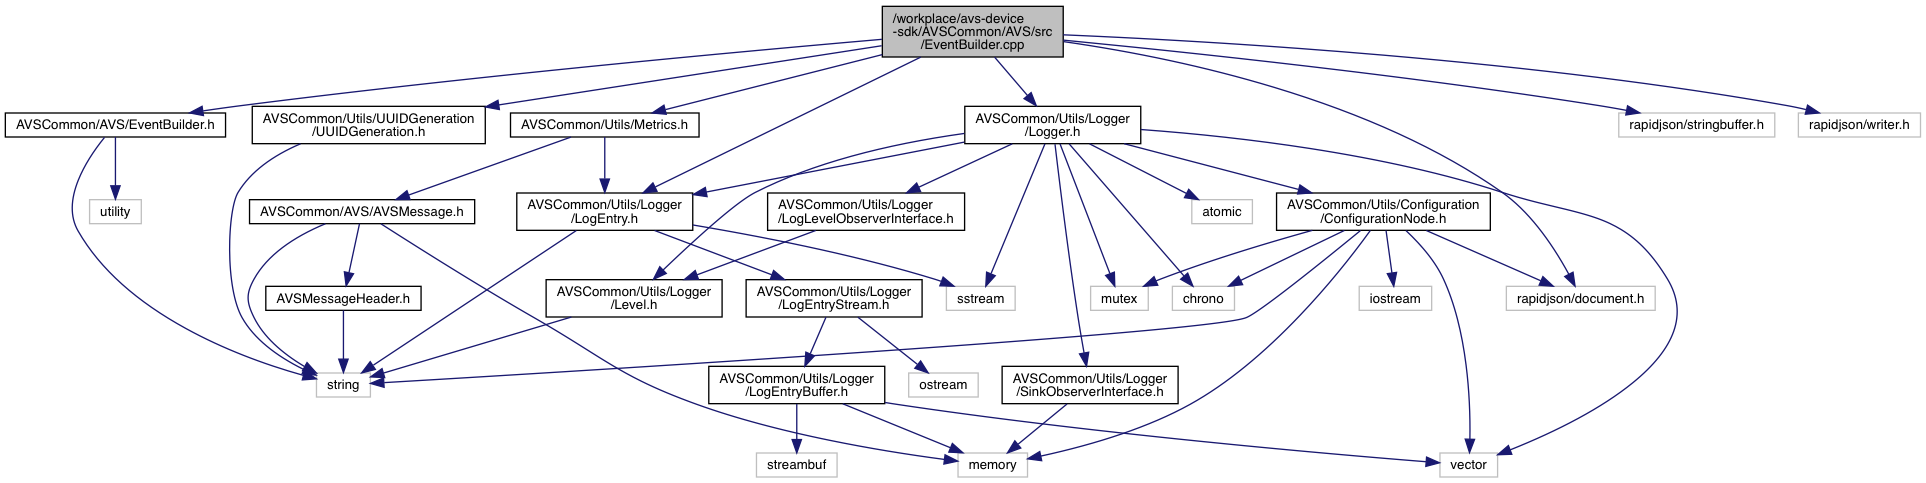 /workplace/avs-device
-sdk/AVSCommon/AVS/src
/EventBuilder.cpp
AVSCommon/AVS/EventBuilder.h
AVSCommon/Utils/UUIDGeneration
/UUIDGeneration.h
AVSCommon/Utils/Metrics.h
AVSCommon/Utils/Logger
/Logger.h
rapidjson/stringbuffer.h
rapidjson/writer.h
utility
AVSCommon/AVS/AVSMessage.h
AVSCommon/Utils/Logger
/LogEntry.h
AVSCommon/Utils/Logger
/LogLevelObserverInterface.h
atomic
AVSCommon/Utils/Configuration
/ConfigurationNode.h
AVSMessageHeader.h
AVSCommon/Utils/Logger
/Level.h
AVSCommon/Utils/Logger
/LogEntryStream.h
sstream
mutex
chrono
iostream
rapidjson/document.h
string
AVSCommon/Utils/Logger
/LogEntryBuffer.h
ostream
AVSCommon/Utils/Logger
/SinkObserverInterface.h
streambuf
memory
vector